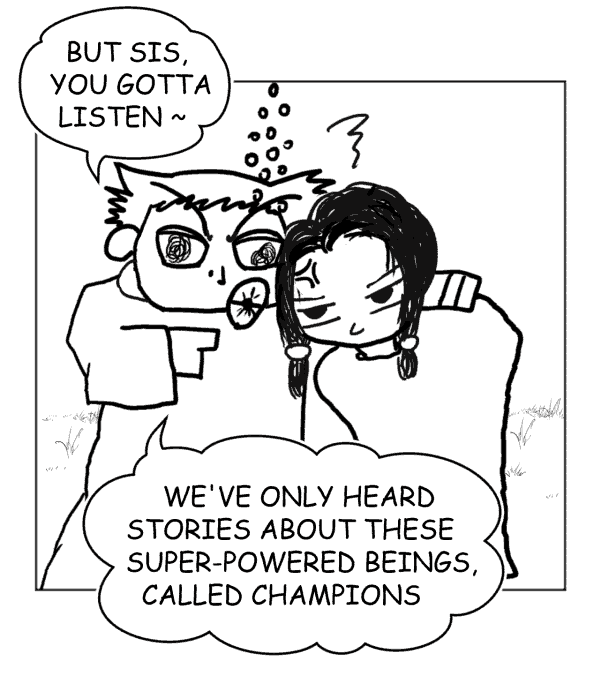 BUT SIS,
YOU GOTTA
LISTEN ~
WE'VE ONLY HEARD
STORIES ABOUT THESE
SUPER-POWERED BEINGS,
CALLED CHAMPIONS